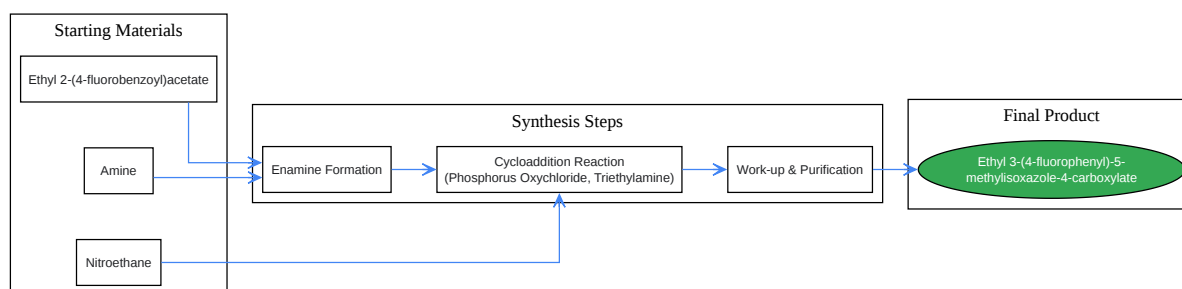 Starting Materials
Ethyl 2-(4-fluorobenzoyl)acetate
Amine
Nitroethane
Synthesis Steps
Enamine Formation
Cycloaddition Reaction
(Phosphorus Oxychloride, Triethylamine)
Work-up & Purification
Final Product
Ethyl 3-(4-fluorophenyl)-5-
methylisoxazole-4-carboxylate